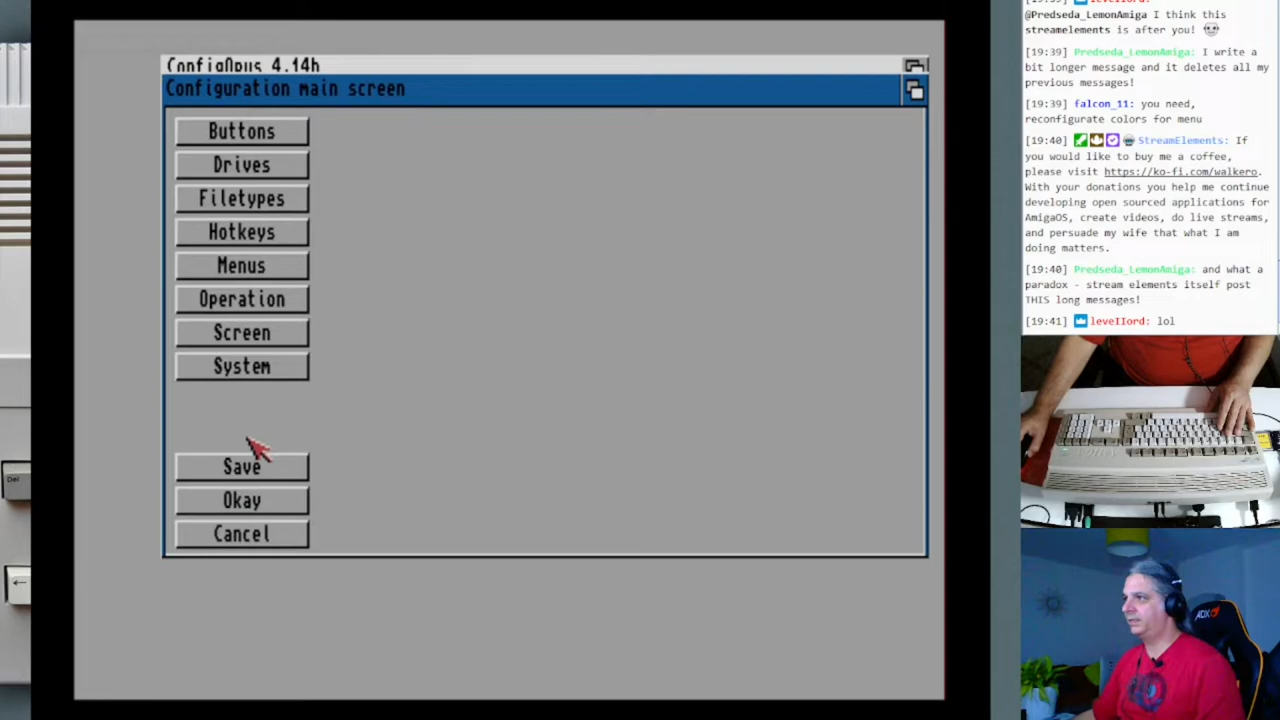 ConfigOpus 4.14h
Configuration main screen
Buttons
Drives
Filetypes
Hotkeys
Menus
Operation
Screen
System
Save
Okay
Cancel
Del
@Predseda_LemonAmiga I think this
streamelements is after you!
[19:39] Predseda_LemonAmiga: I write a
bit longer message and it deletes all my
previous messages!
[19:39] falcon_11: you need,
reconfigurate colors for menu
[19:40] StreamElements: If
you would like to buy me a coffee,
please visit https://ko-fi.com/walkero.
With your donations you help me continue
developing open sourced applications for
AmigaOS, create videos, do live streams,
and persuade my wife that what I am
doing matters.
[19:40] Predseda_LemonAmiga: and what a
paradox - stream elements itself post
THIS long messages!
[19:41] leveIIord: lol
ADX